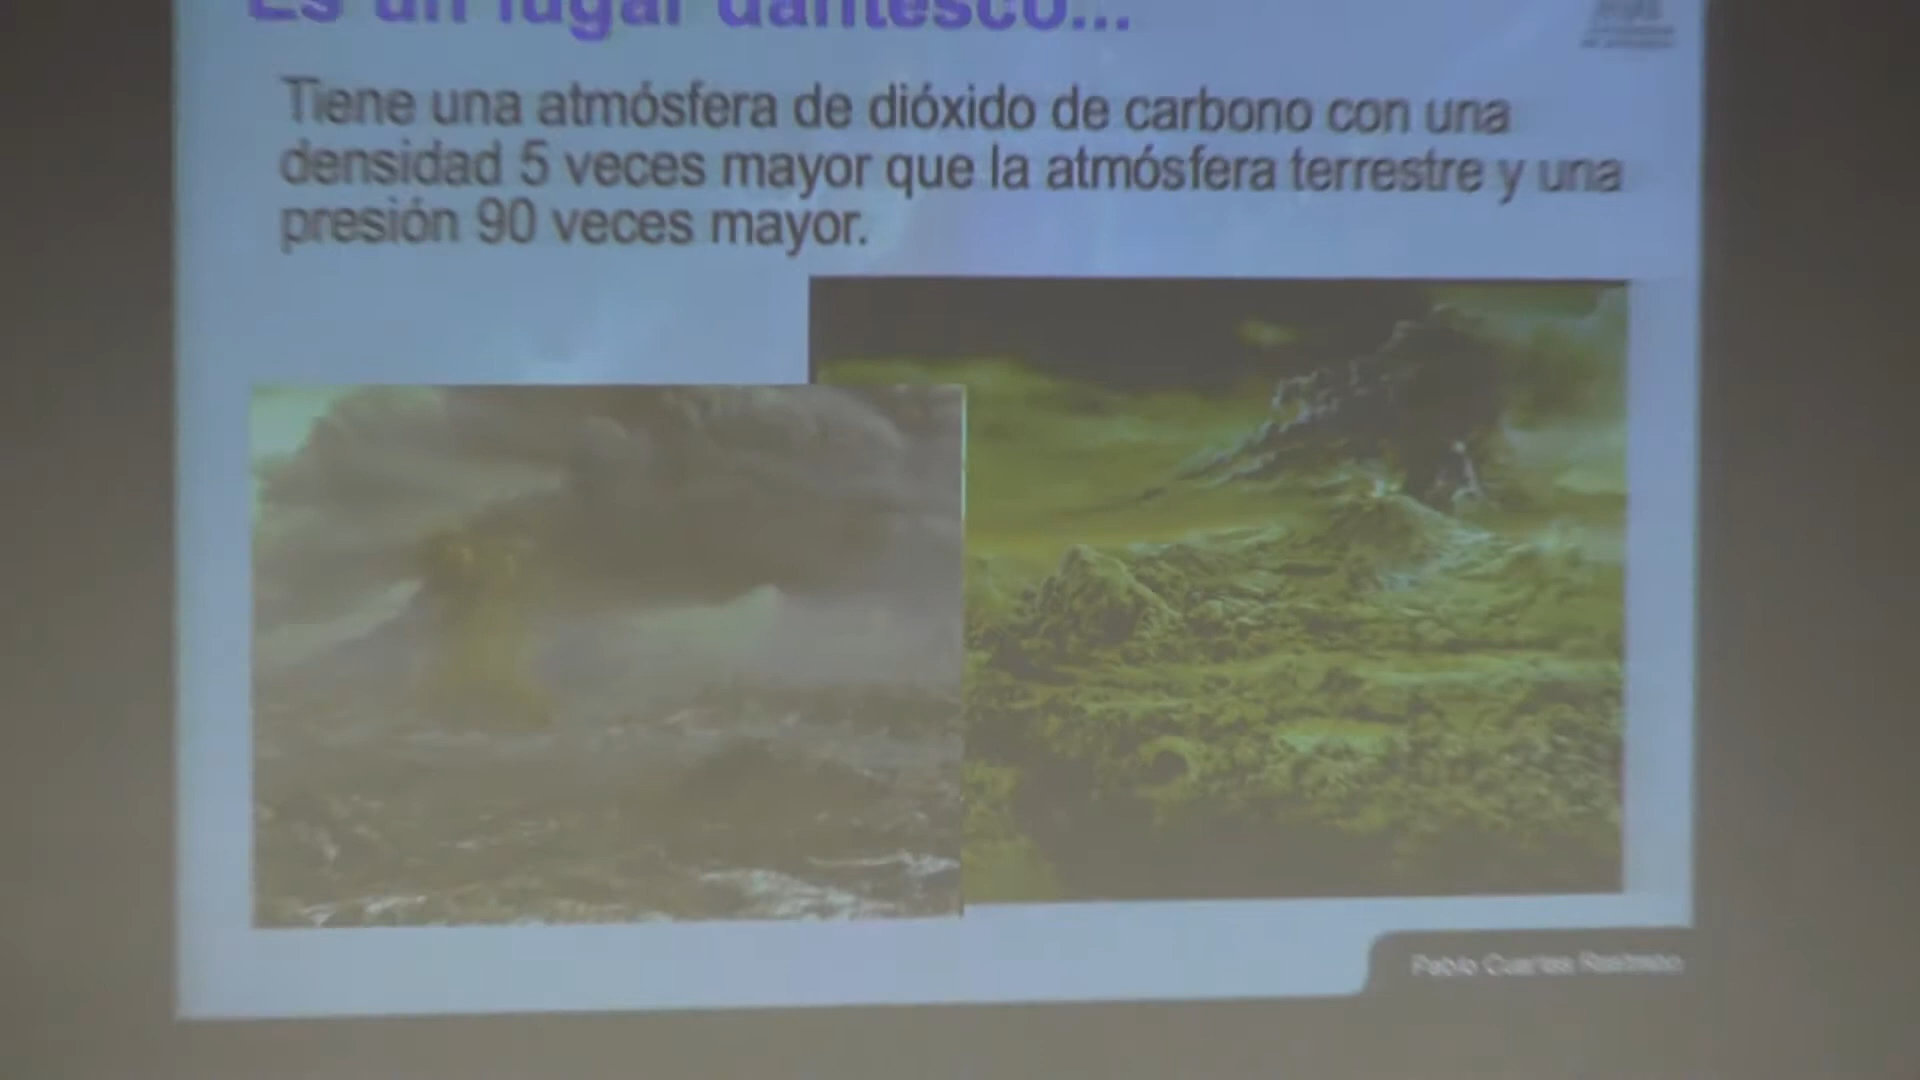 Es un lugar dantesco...
Tiene una atmósfera de dióxido de carbono con una
densidad 5 veces mayor que la atmósfera terrestre y una
presión 90 veces mayor.
Pablo